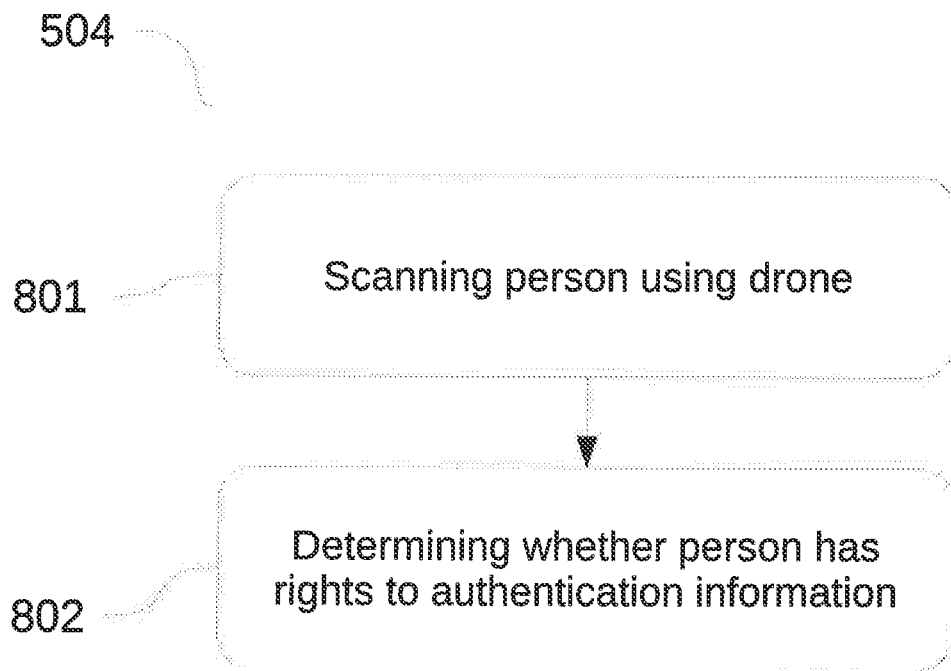 504
801
Scanning person using drone
802
Determining whether person has
rights to authentication information